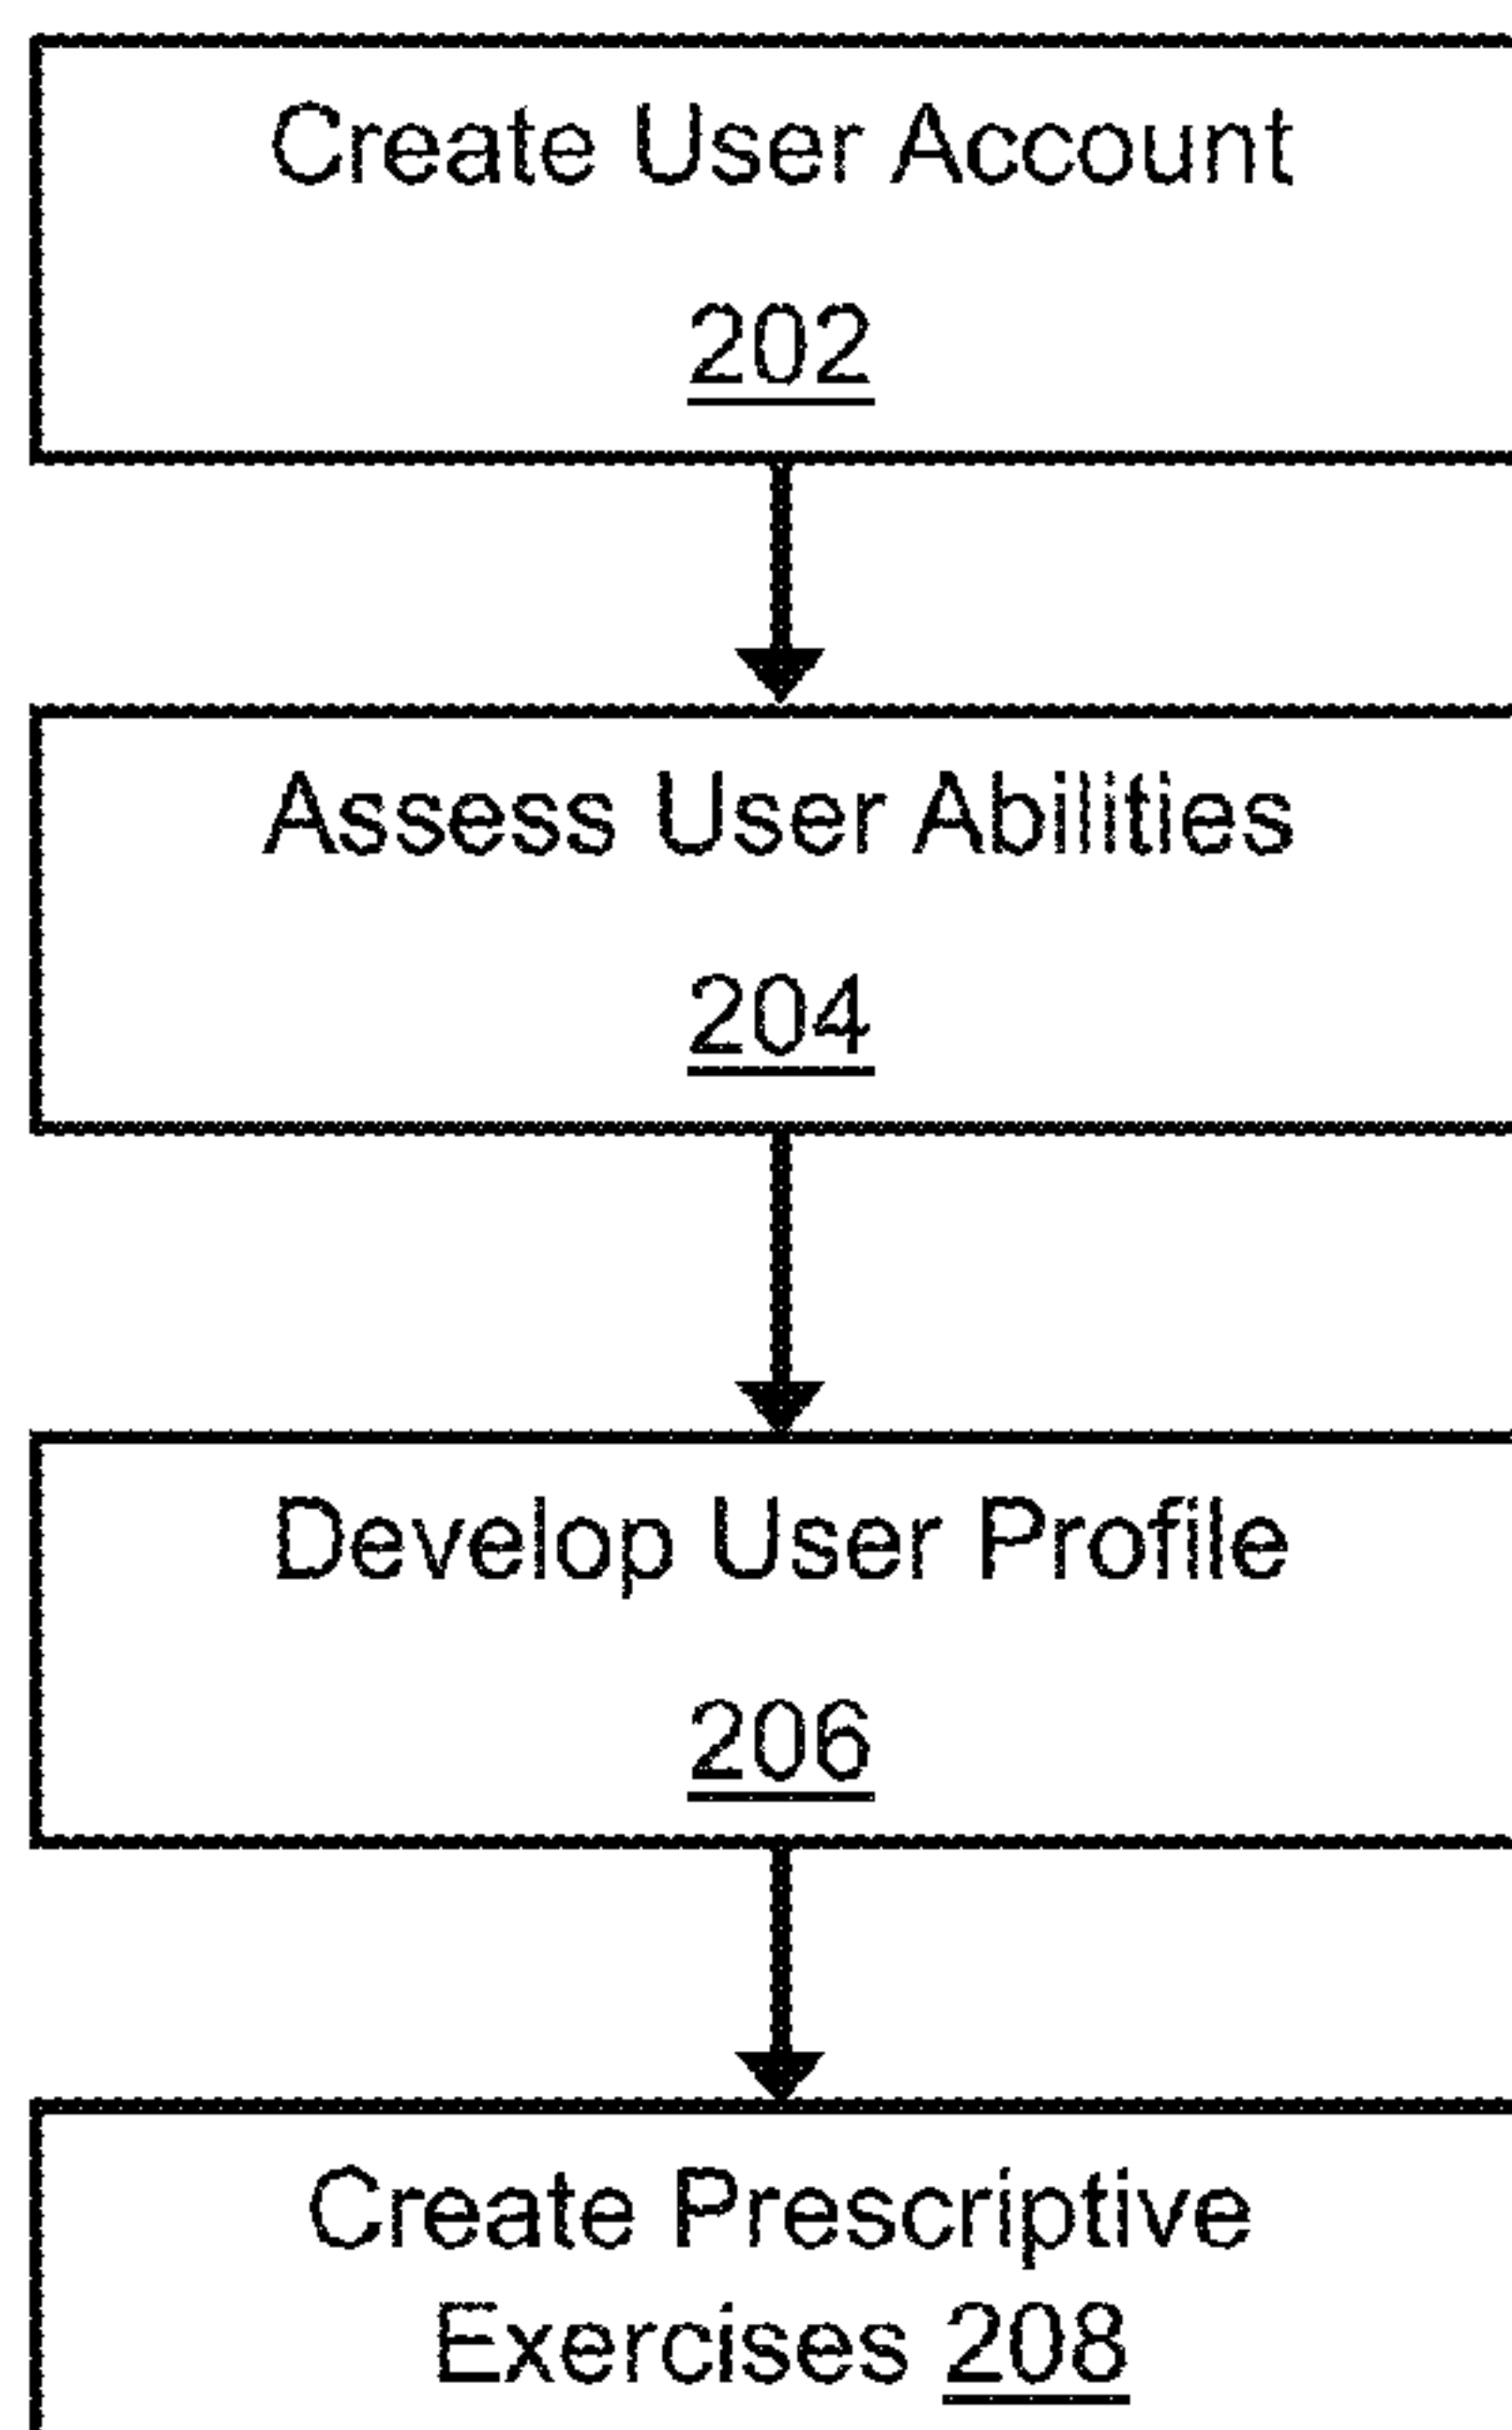 Create User Account
202
Assess User Abilities
204
Develop User Profile
206
Create Prescriptive
Exercises 208